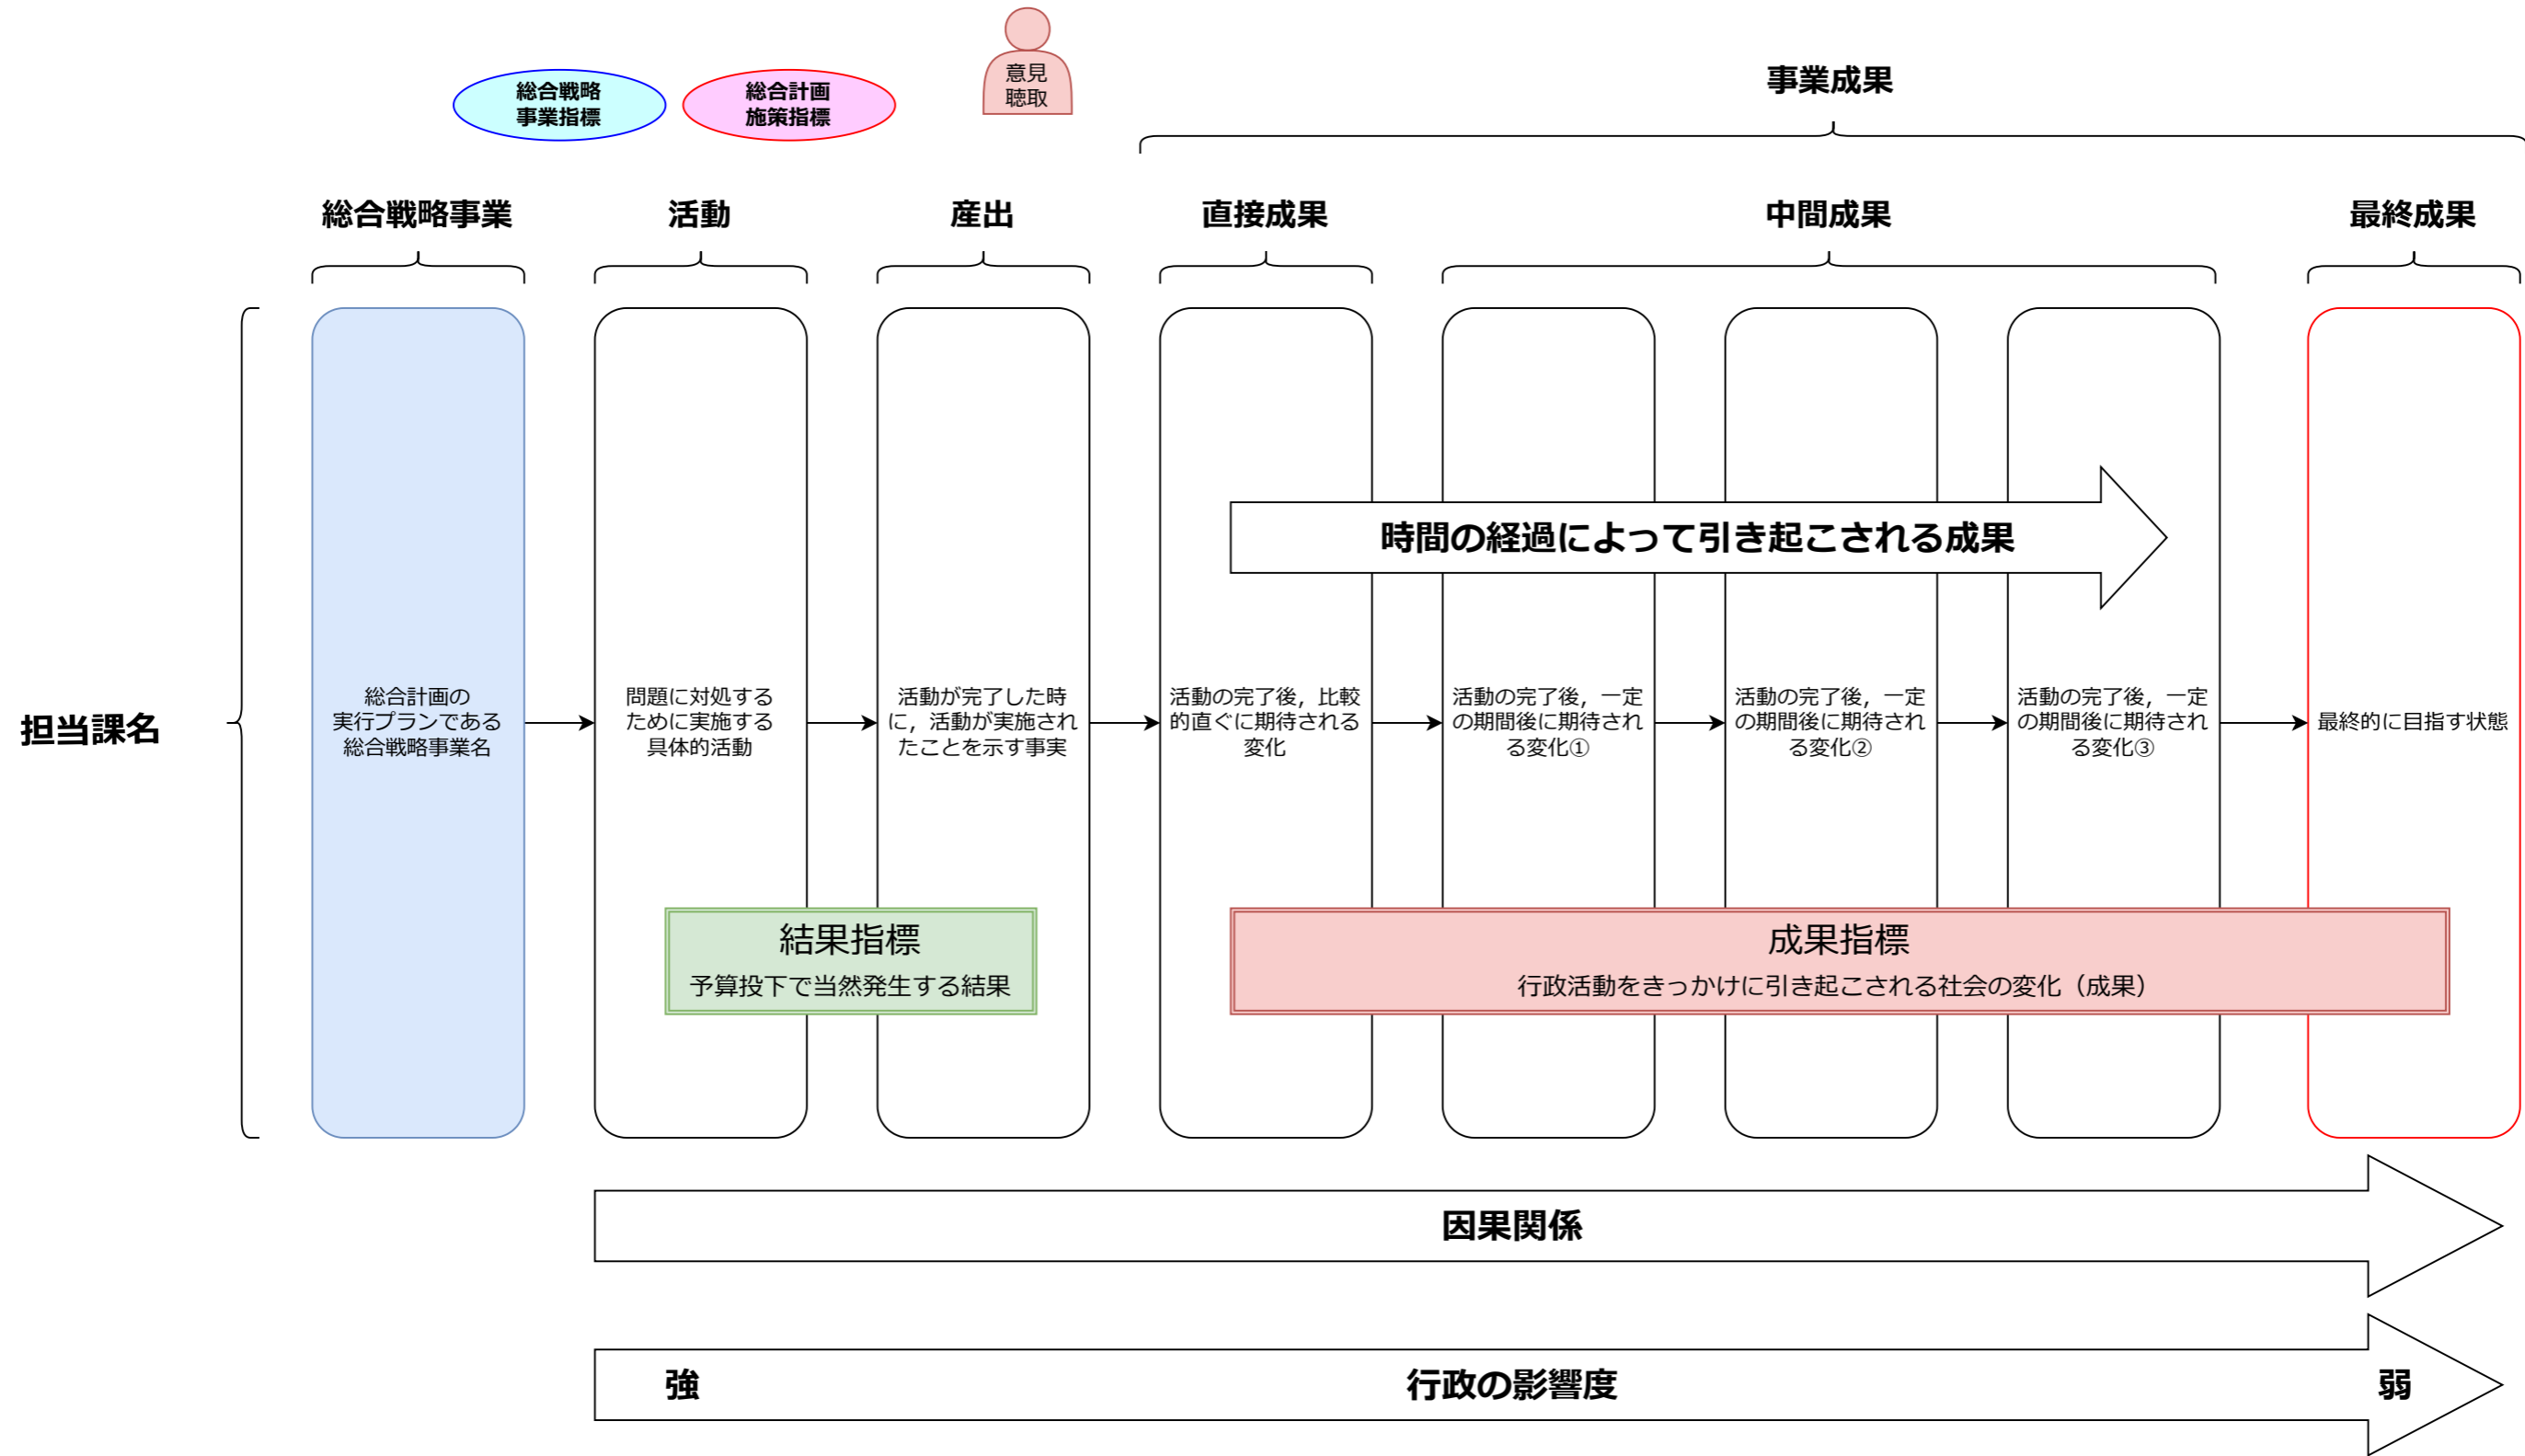 意見
聴取
総合戦略
事業指標
総合計画
施策指標
事業成果
総合戦略事業
活動
産出
直接成果
中間成果
最終成果
時間の経過によって引き起こされる成果
担当課名
総合計画の
実行プランである
総合戦略事業名
問題に対処する
ために実施する
具体的活動
活動が完了した時
に，活動が実施され
たことを示す事実
活動の完了後，比較
的直ぐに期待される
変化
活動の完了後，一定
の期間後に期待され
る変化①
活動の完了後，一定
の期間後に期待され
る変化②
活動の完了後，一定
の期間後に期待され
る変化③
最終的に目指す状態
結果指標
予算投下で当然発生する結果
成果指標
行政活動をきっかけに引き起こされる社会の変化（成果）
因果関係
強
行政の影響度
弱